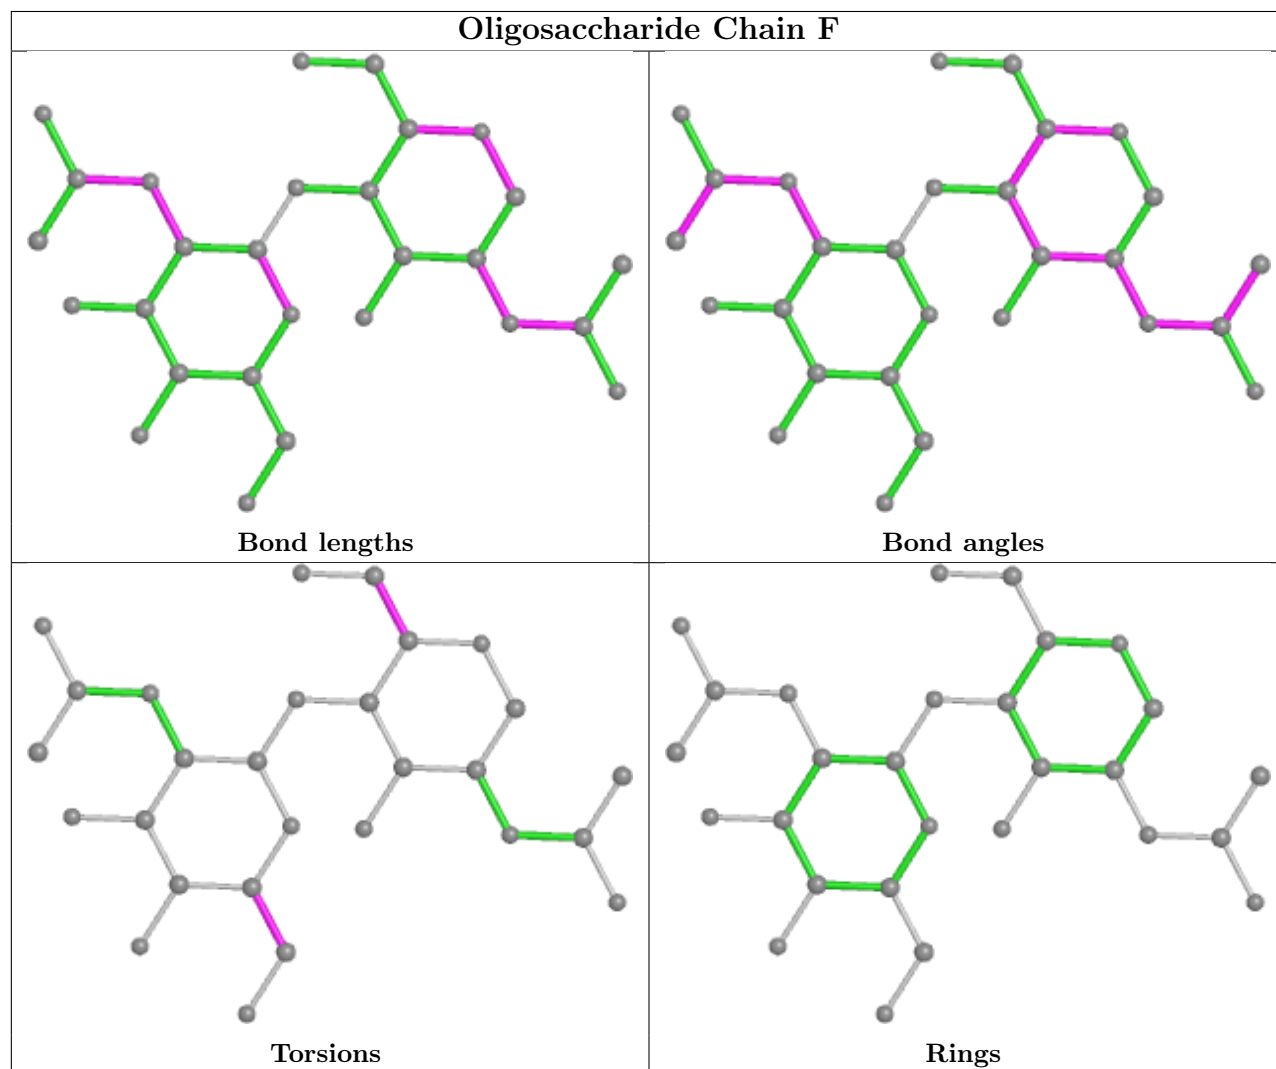 Oligosaccharide Chain F
Bond lengths
Bond angles
Torsions
Rings